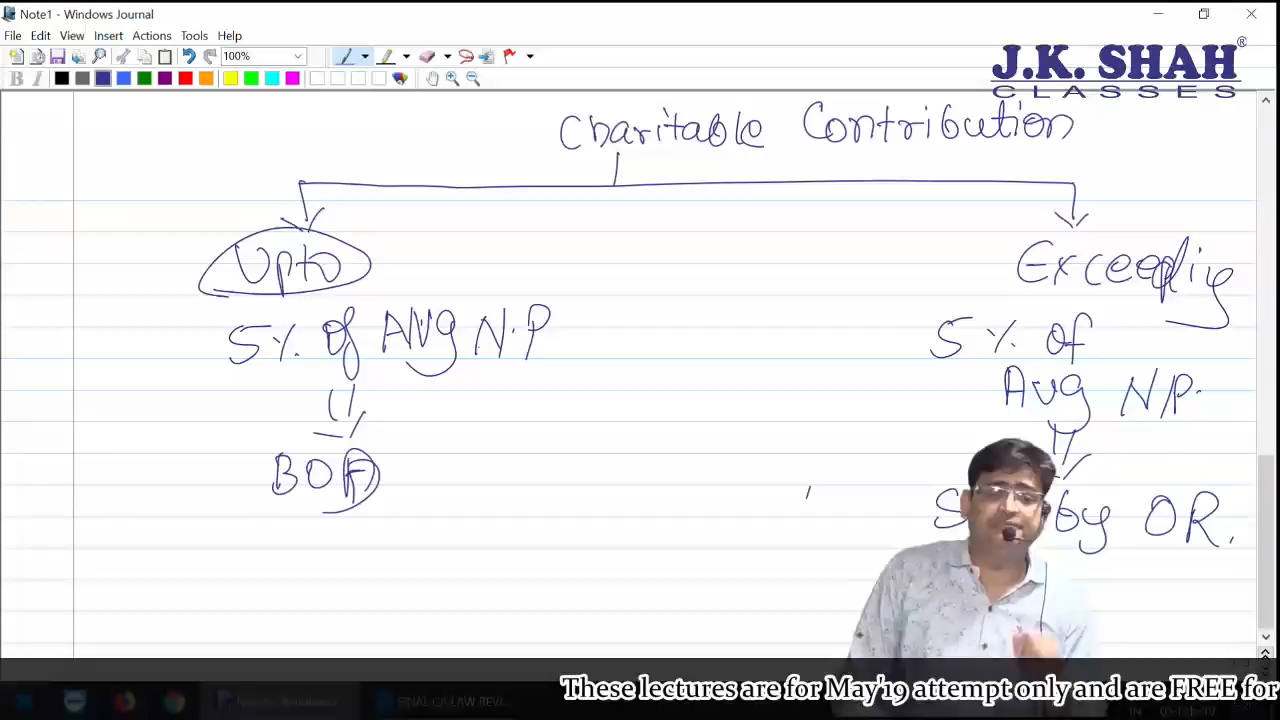 Note1 - Windows Journal
File Edit View Insert Actions Tools Help
100%
J.K. SHAH®
CLASSES
Charitable Contribution
Upto
5% of AVg N.P
BOD
Exceeding
5% of
Avg N/P.
by OR.
These lectures are for May'19 attempt only and are FREE for